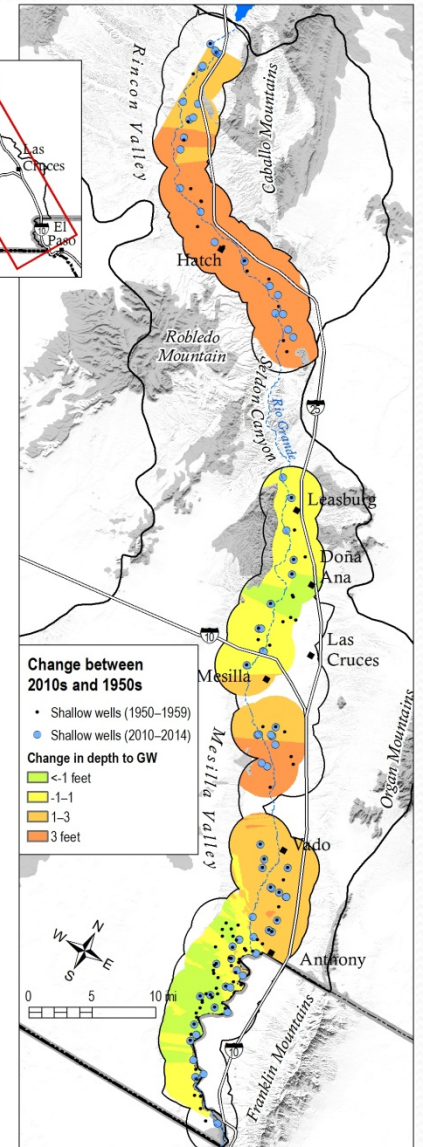 Las
Cruces
10
El
Paso
Rincon Valley
Caballo Mountains
Hatch
Robledo
Mountain
Seldon Canyon
Rio Grande
25
Leasburg
Doña
Ana
10
Las
Cruces
Mesilla
Change between
2010s and 1950s
Shallow wells (1950–1959)
Shallow wells (2010–2014)
Change in depth to GW
<-1 feet
-1–1
1–3
3 feet
Mesilla Valley
Organ Mountains
Vado
N
W
E
S
Anthony
0 5 10 mi
10
Franklin Mountains